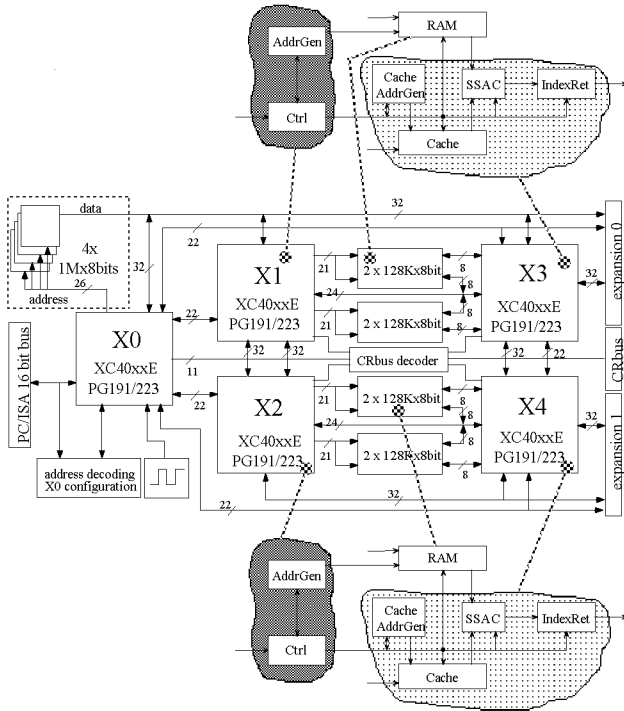 AddrGen
RAM
Cache
AddrGen
SSAC
IndexRet
Ctrl
Cache
data
4x
1Mx8bits
address
26
32
22
32
32
expansion 0
X0
XC40xxE
PG191/223
X1
XC40xxE
PG191/223
X3
XC40xxE
PG191/223
21
2 x 128Kx8bit
8
8
24
21
2 x 128Kx8bit
8
8
32
22
11
22
32
32
CRbus decoder
32
22
CRbus
PC/ISA 16 bit bus
X2
XC40xxE
PG191/223
X4
XC40xxE
PG191/223
21
2 x 128Kx8bit
8
8
24
21
2 x 128Kx8bit
8
8
32
expansion 1
address decoding
X0 configuration
32
22
AddrGen
RAM
Cache
AddrGen
SSAC
IndexRet
Ctrl
Cache